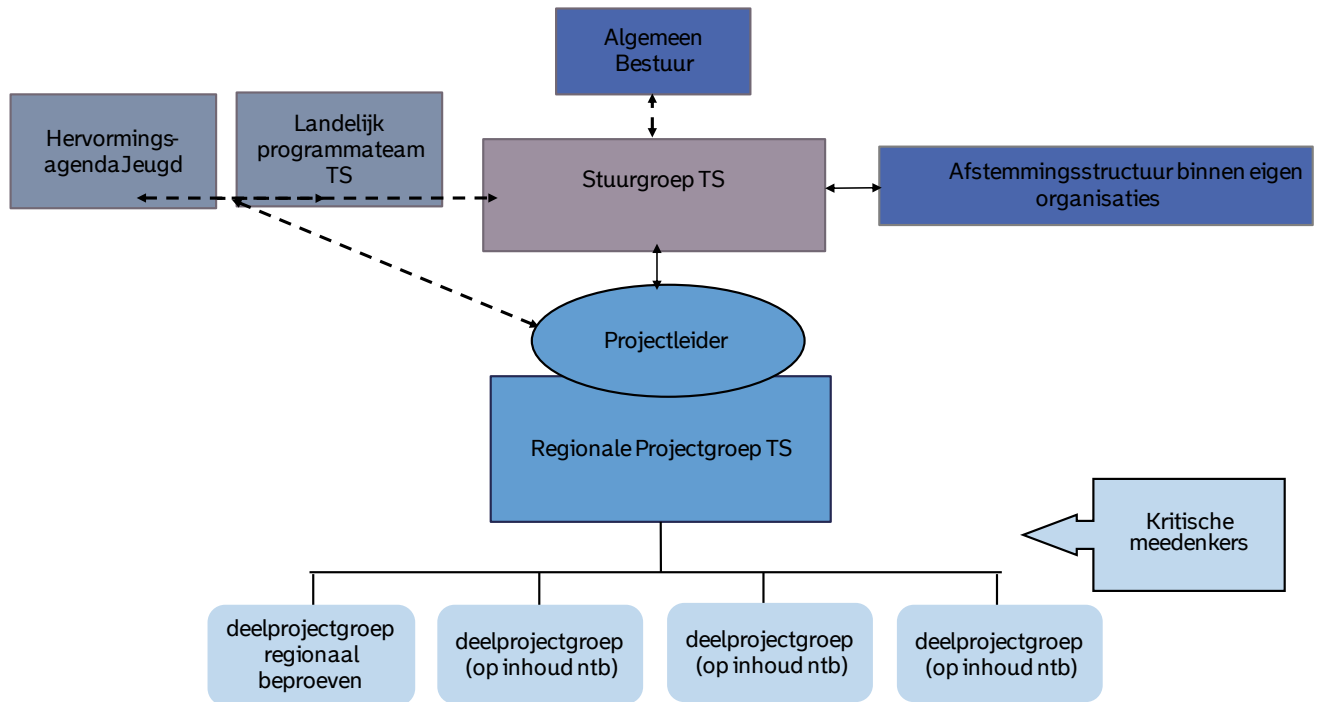 Algemeen
Bestuur
Hervormings-
agendaJeugd
Landelijk
programmateam
TS
Stuurgroep TS
Afstemmingsstructuur binnen eigen
organisaties
Projectleider
Regionale Projectgroep TS
Kritische
meedenkers
deelprojectgroep
regionaal
beproeven
deelprojectgroep
(op inhoud ntb)
deelprojectgroep
(op inhoud ntb)
deelprojectgroep
(op inhoud ntb)